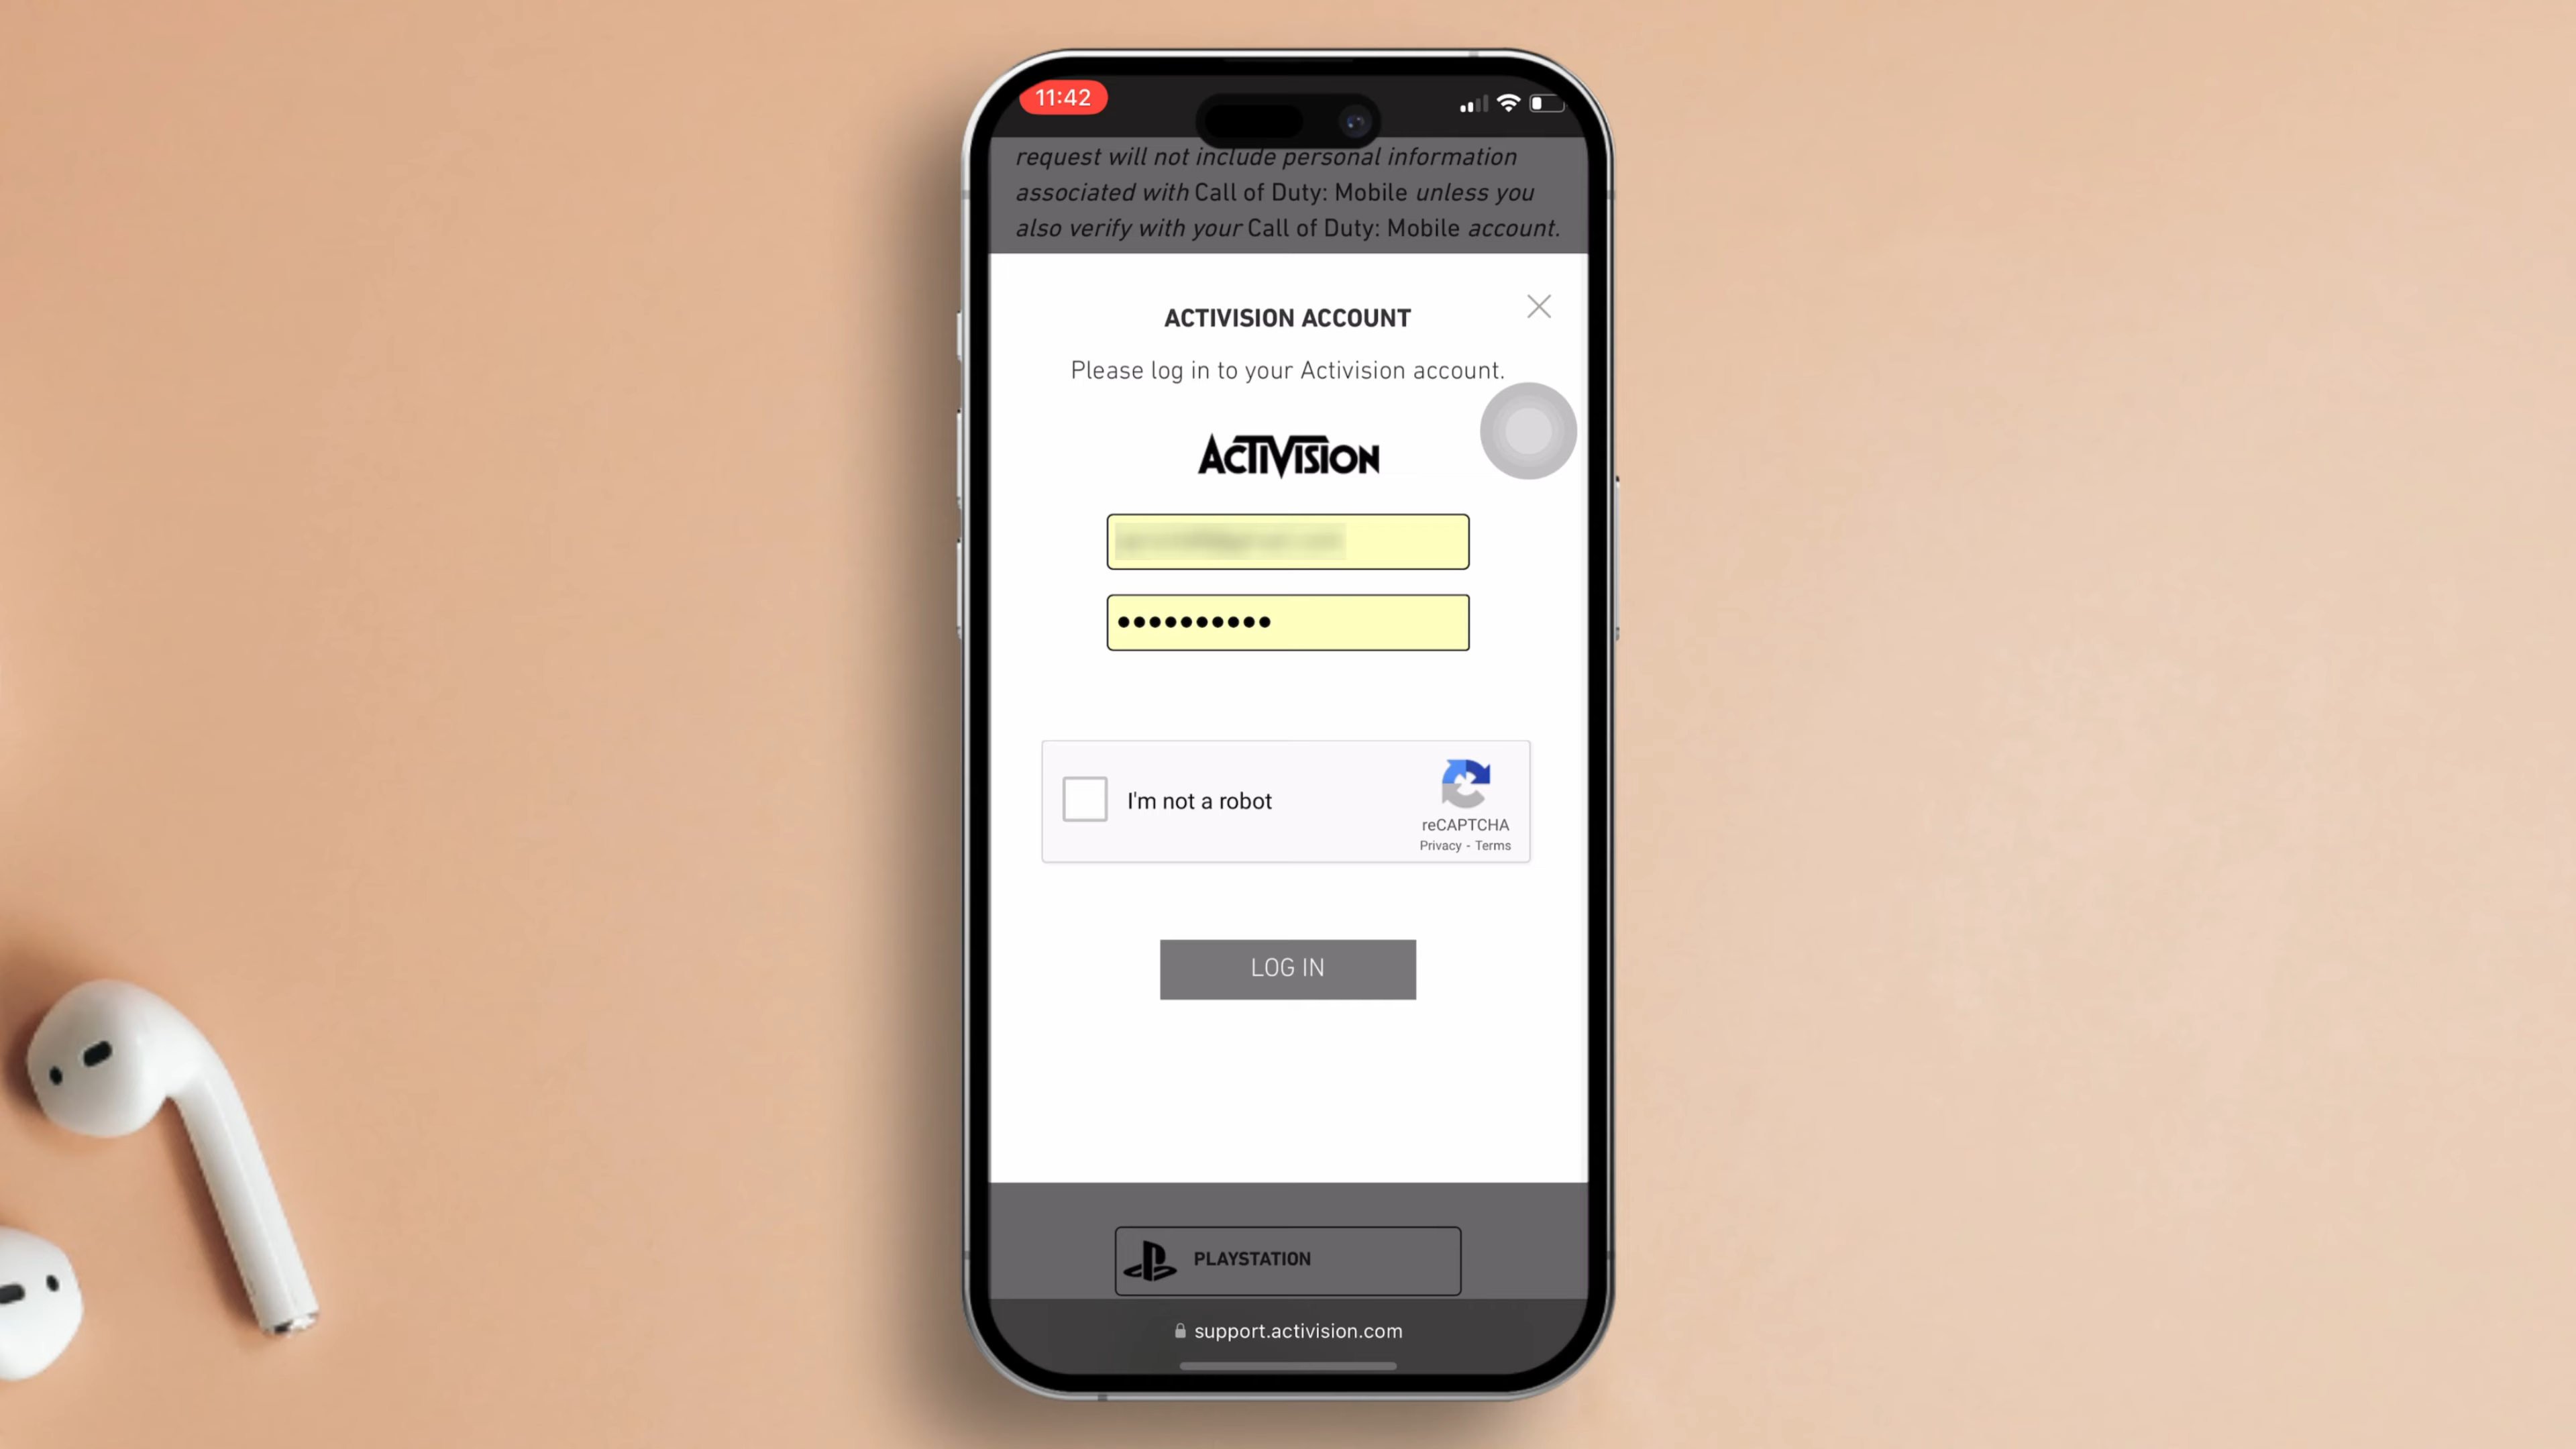 11:42
request will not include personal information
associated with Call of Duty: Mobile unless you
also verify with your Call of Duty: Mobile account.
ACTIVISION ACCOUNT
Please log in to your Activision account.
ACTIVISION
••••••••••
I'm not a robot
reCAPTCHA
Privacy - Terms
LOG IN
PLAYSTATION
support.activision.com